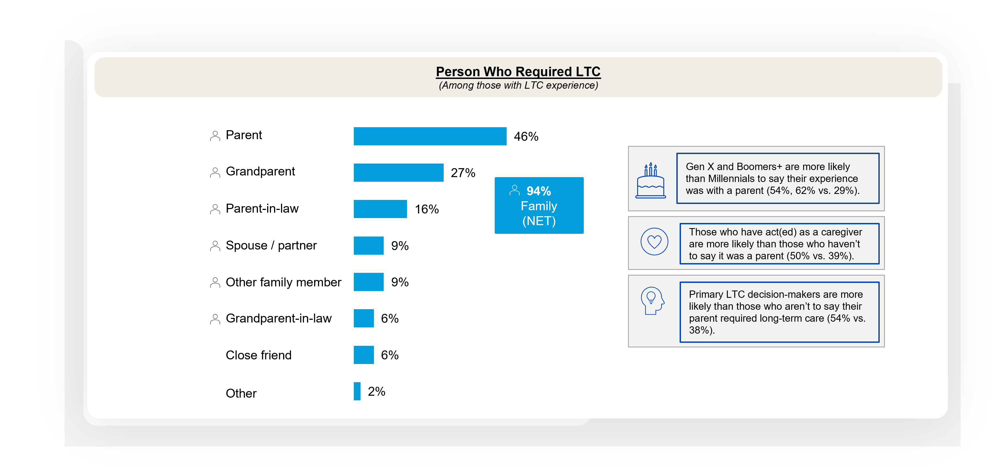 Person Who Required LTC
(Among those with LTC experience)
Parent 46%
Grandparent 27%
Parent-in-law 16%
Spouse / partner 9%
Other family member 9%
Grandparent-in-law 6%
Close friend 6%
Other 2%
94%
Family
(NET)
Gen X and Boomers+ are more likely
than Millennials to say their experience
was with a parent (54%, 62% vs. 29%).
Those who have act(ed) as a caregiver
are more likely than those who haven’t
to say it was a parent (50% vs. 39%).
Primary LTC decision-makers are more
likely than those who aren’t to say their
parent required long-term care (54% vs.
38%).